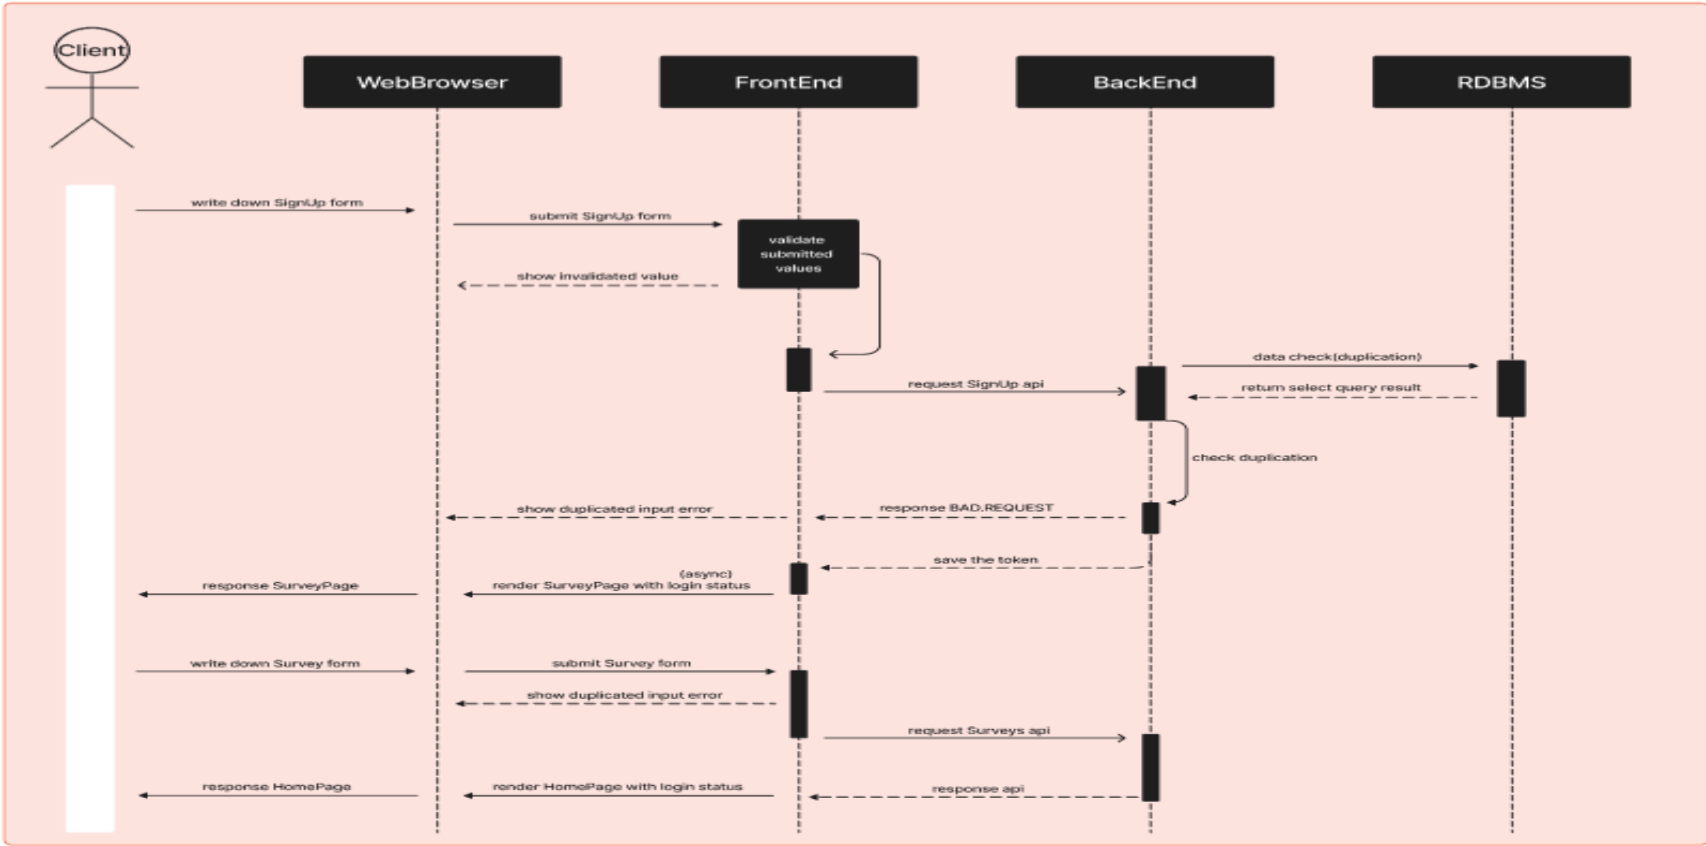 Client
WebBrowser
FrontEnd
BackEnd
RDBMS
write down SignUp form
submit SignUp form
validate
submitted
values
show invalidated value
data check(duplication)
request SignUp api
return select query result
check duplication
show duplicated input error
response BAD.REQUEST
save the token
(async)
response SurveyPage
render SurveyPage with login status
write down Survey form
submit Survey form
show duplicated input error
request Surveys api
response HomePage
render HomePage with login status
response api